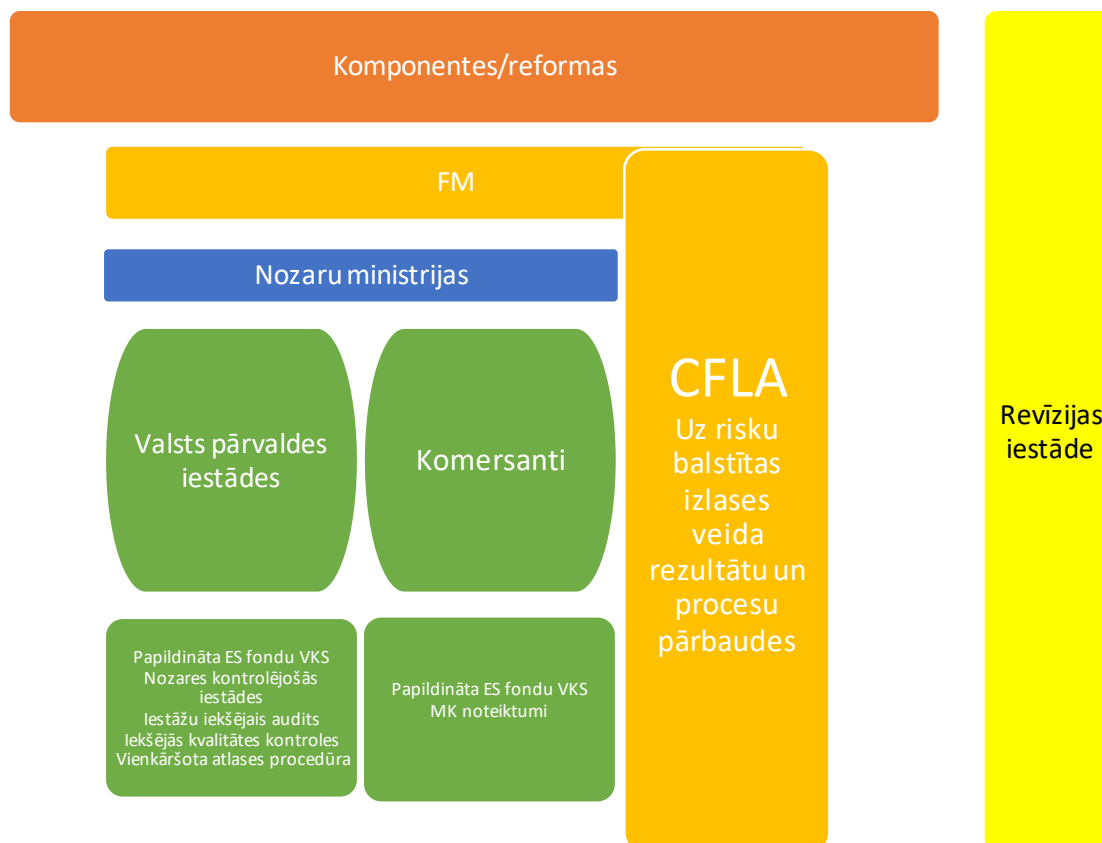 Komponentes/reformas
FM
Nozaru ministrijas
Valsts pārvaldes
iestādes
Komersanti
CFLA
Uz risku
balstītas
izlases
veida
rezultātu un
procesu
pārbaudes
Revīzijas
iestāde
Papildināta ES fondu VKS
Nozares kontrolējošās
iestādes
Iestāžu iekšējais audits
Iekšējās kvalitātes kontroles
Vienkāršota atlases procedūra
Papildināta ES fondu VKS
MK noteiktumi